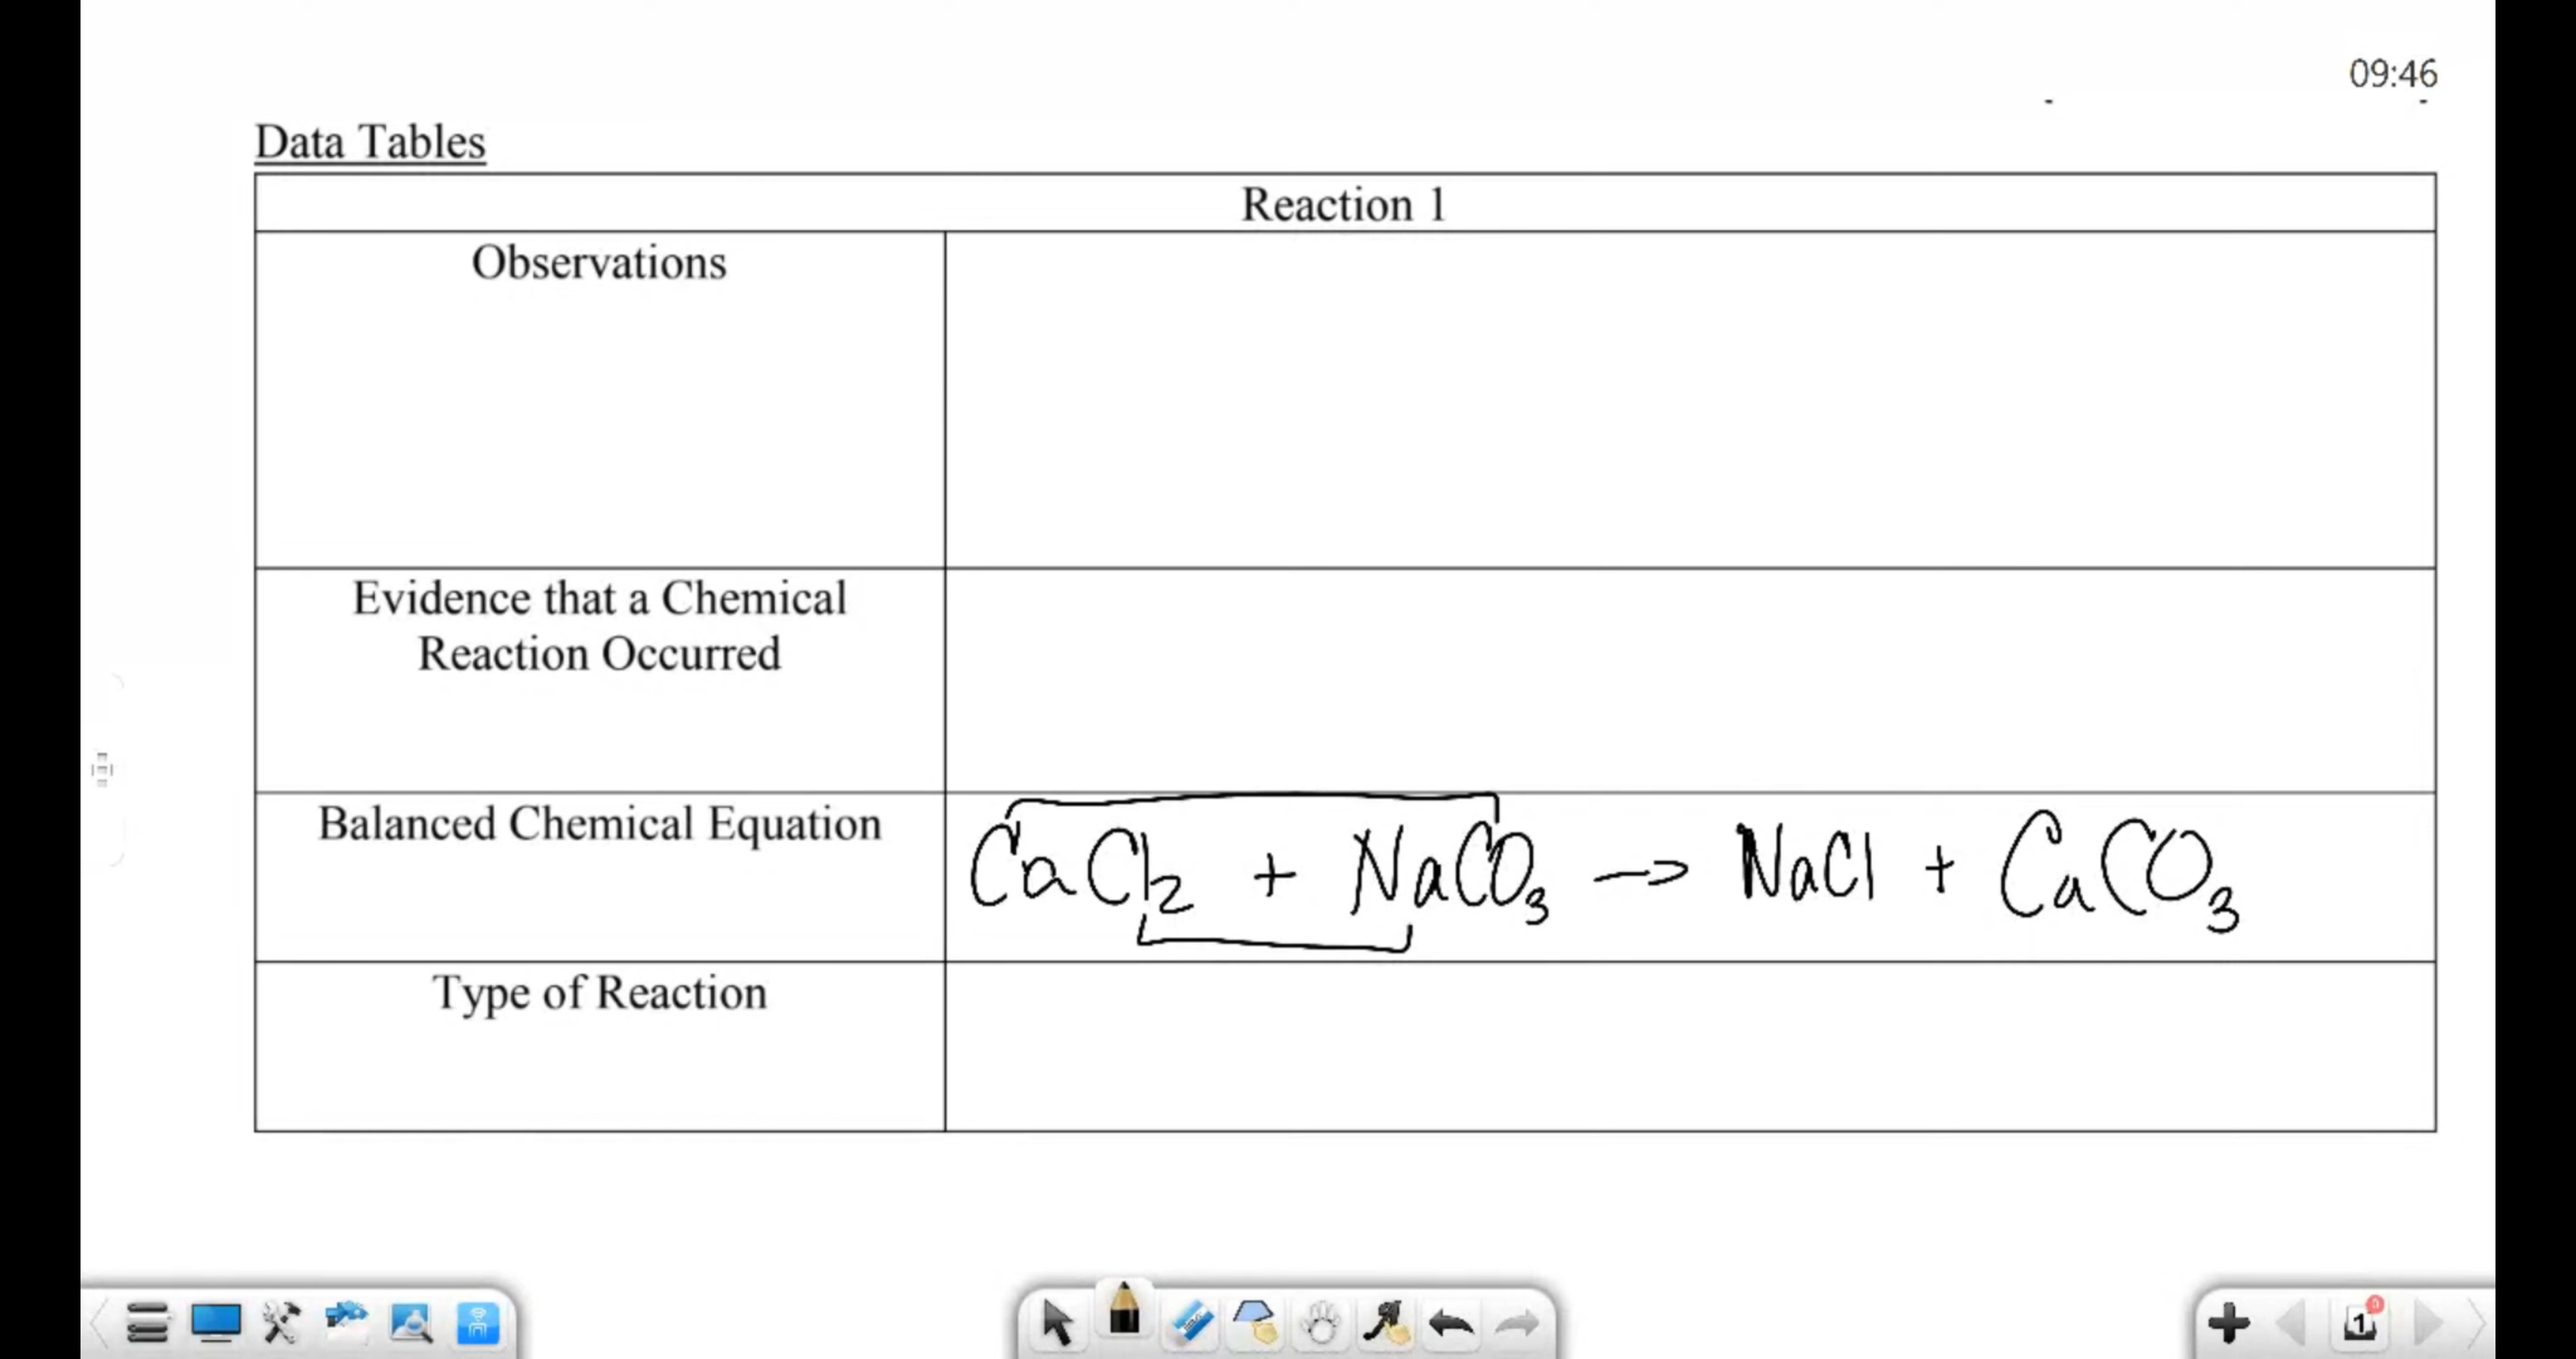 09:46
Data Tables
Reaction 1
Observations
Evidence that a Chemical
Reaction Occurred
Balanced Chemical Equation
CaCl₂ + NaCO₃ → NaCl + CaCO₃
Type of Reaction
1